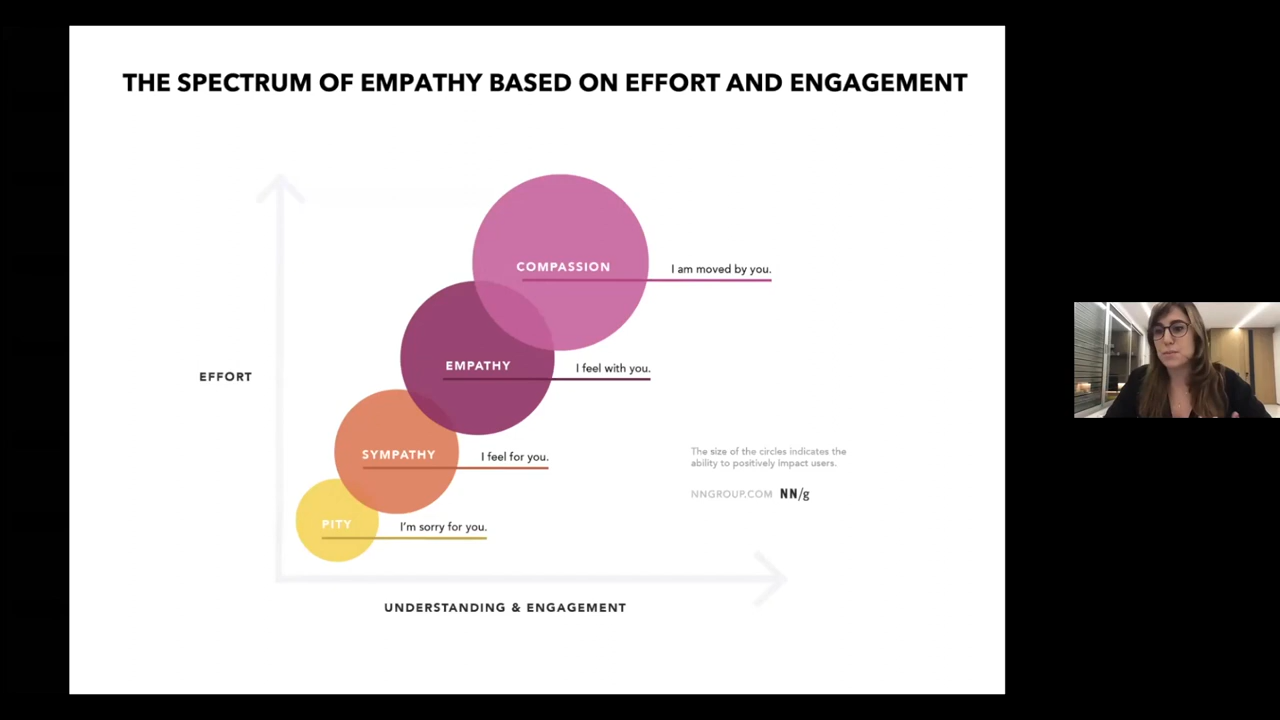 THE SPECTRUM OF EMPATHY BASED ON EFFORT AND ENGAGEMENT
COMPASSION
I am moved by you.
EMPATHY
I feel with you.
EFFORT
SYMPATHY
I feel for you.
The size of the circles indicates the
ability to positively impact users.
NNGROUP.COM NN/g
PITY
I'm sorry for you.
UNDERSTANDING & ENGAGEMENT